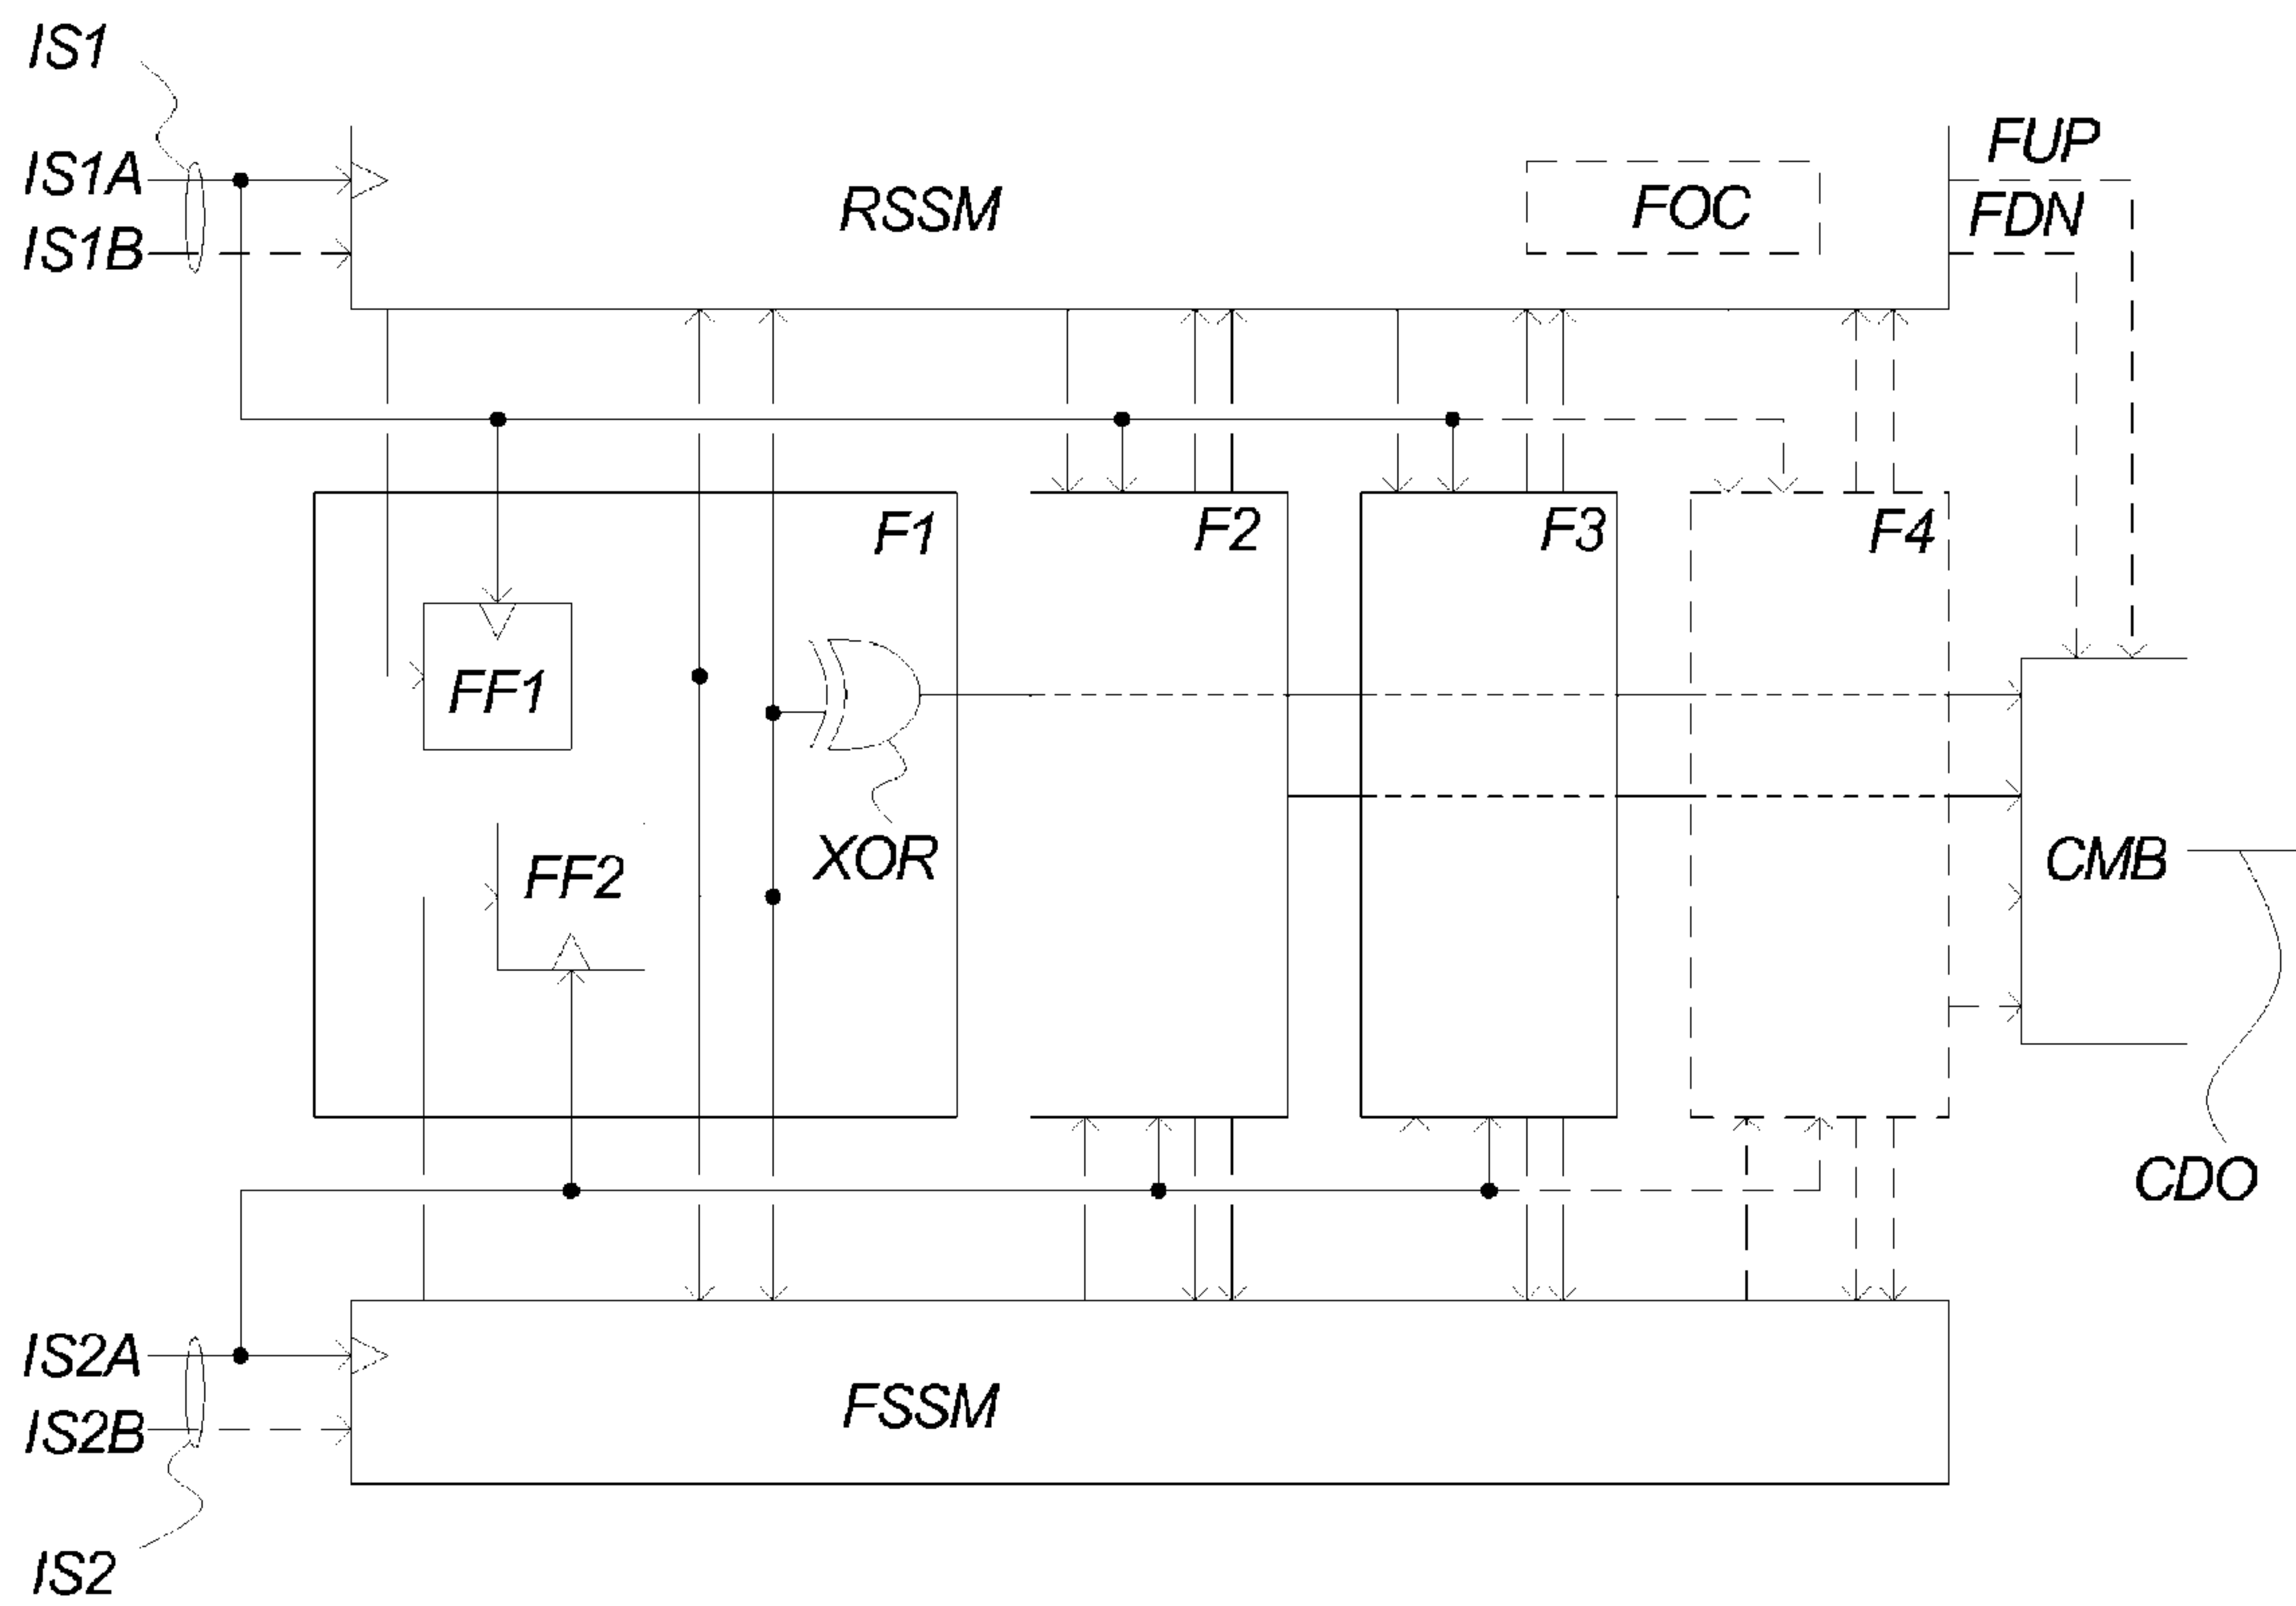 IS1
IS1A
IS1B
RSSM
FOC
FUP
FDN
F1
F2
F3
F4
FF1
FF2
XOR
CMB
CDO
IS2A
IS2B
FSSM
IS2